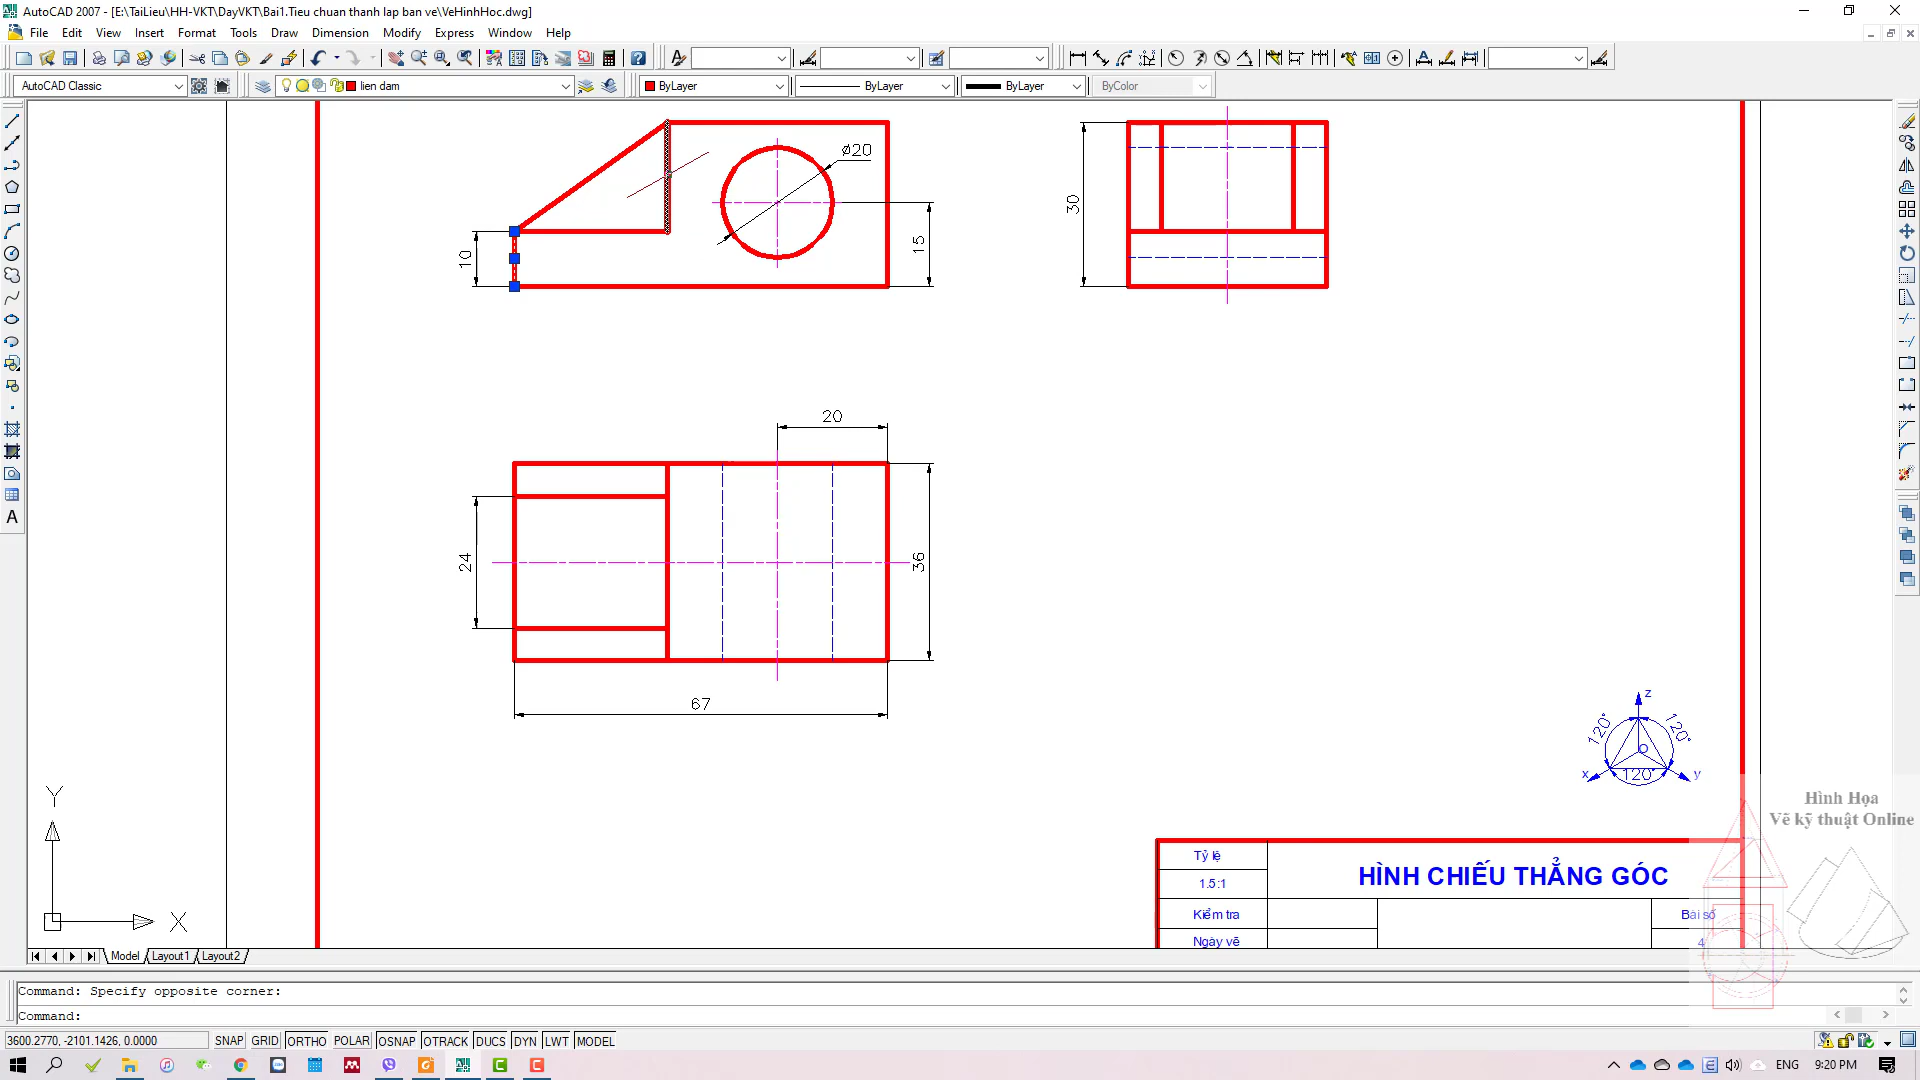 AutoCAD 2007 - [E:\TaiLieu\HH-VKT\DayVKT\Bai1.Tieu chuan thanh lap ban ve\VeHinhHoc.dwg]
File Edit View Insert Format Tools Draw Dimension Modify Express Window Help
AutoCAD Classic
lien dam
ByLayer
ByLayer
ByLayer
ByColor
ø20
10
15
30
20
24
36
67
z
120°
120°
O
x
120°
y
Hình Họa
Vẽ kỹ thuật Online
Tỷ lệ
1.5:1
HÌNH CHIẾU THẲNG GÓC
Kiểm tra
Bài số
Ngày vẽ
4
Y
X
A
Model Layout1 Layout2
Command: Specify opposite corner:
Command:
3600.2770, -2101.1426, 0.0000
SNAP GRID ORTHO POLAR OSNAP OTRACK DUCS DYN LWT MODEL
ENG
9:20 PM